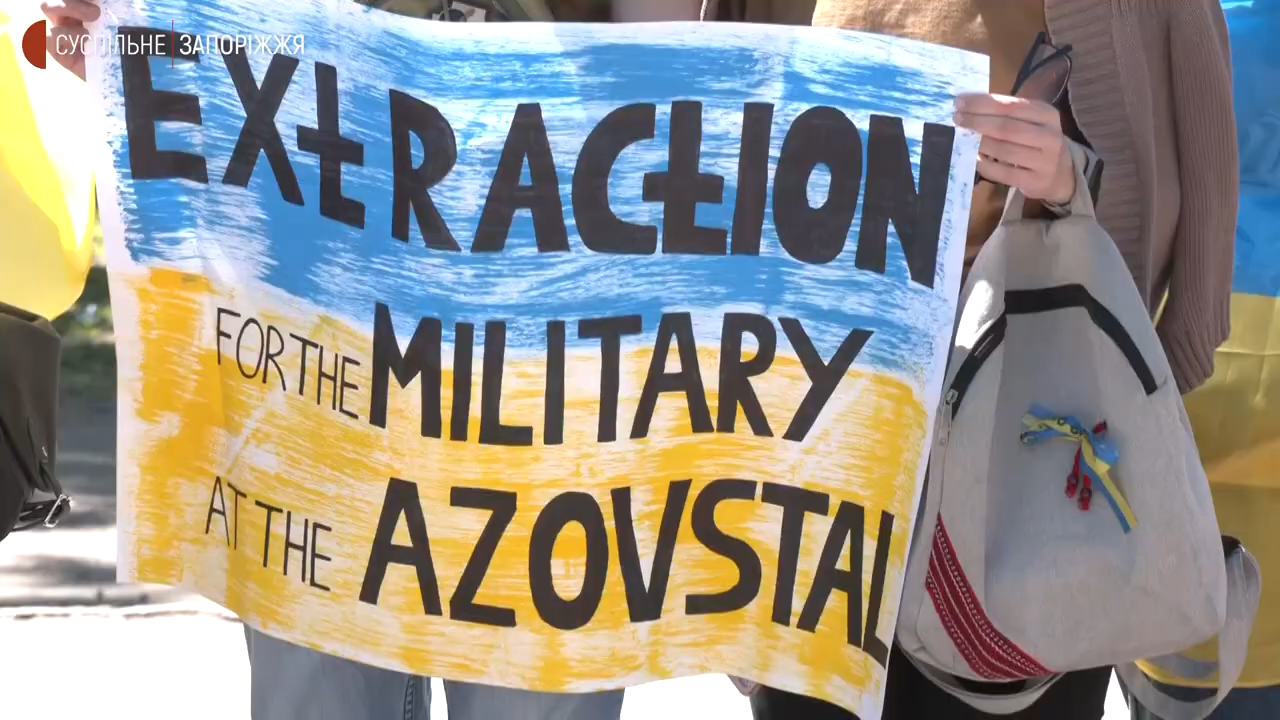 СУСПІЛЬНЕ ЗАПОРІЖЖЯ
EXtRACtION
FOR THE MILITARY
AT THE AZOVSTAL